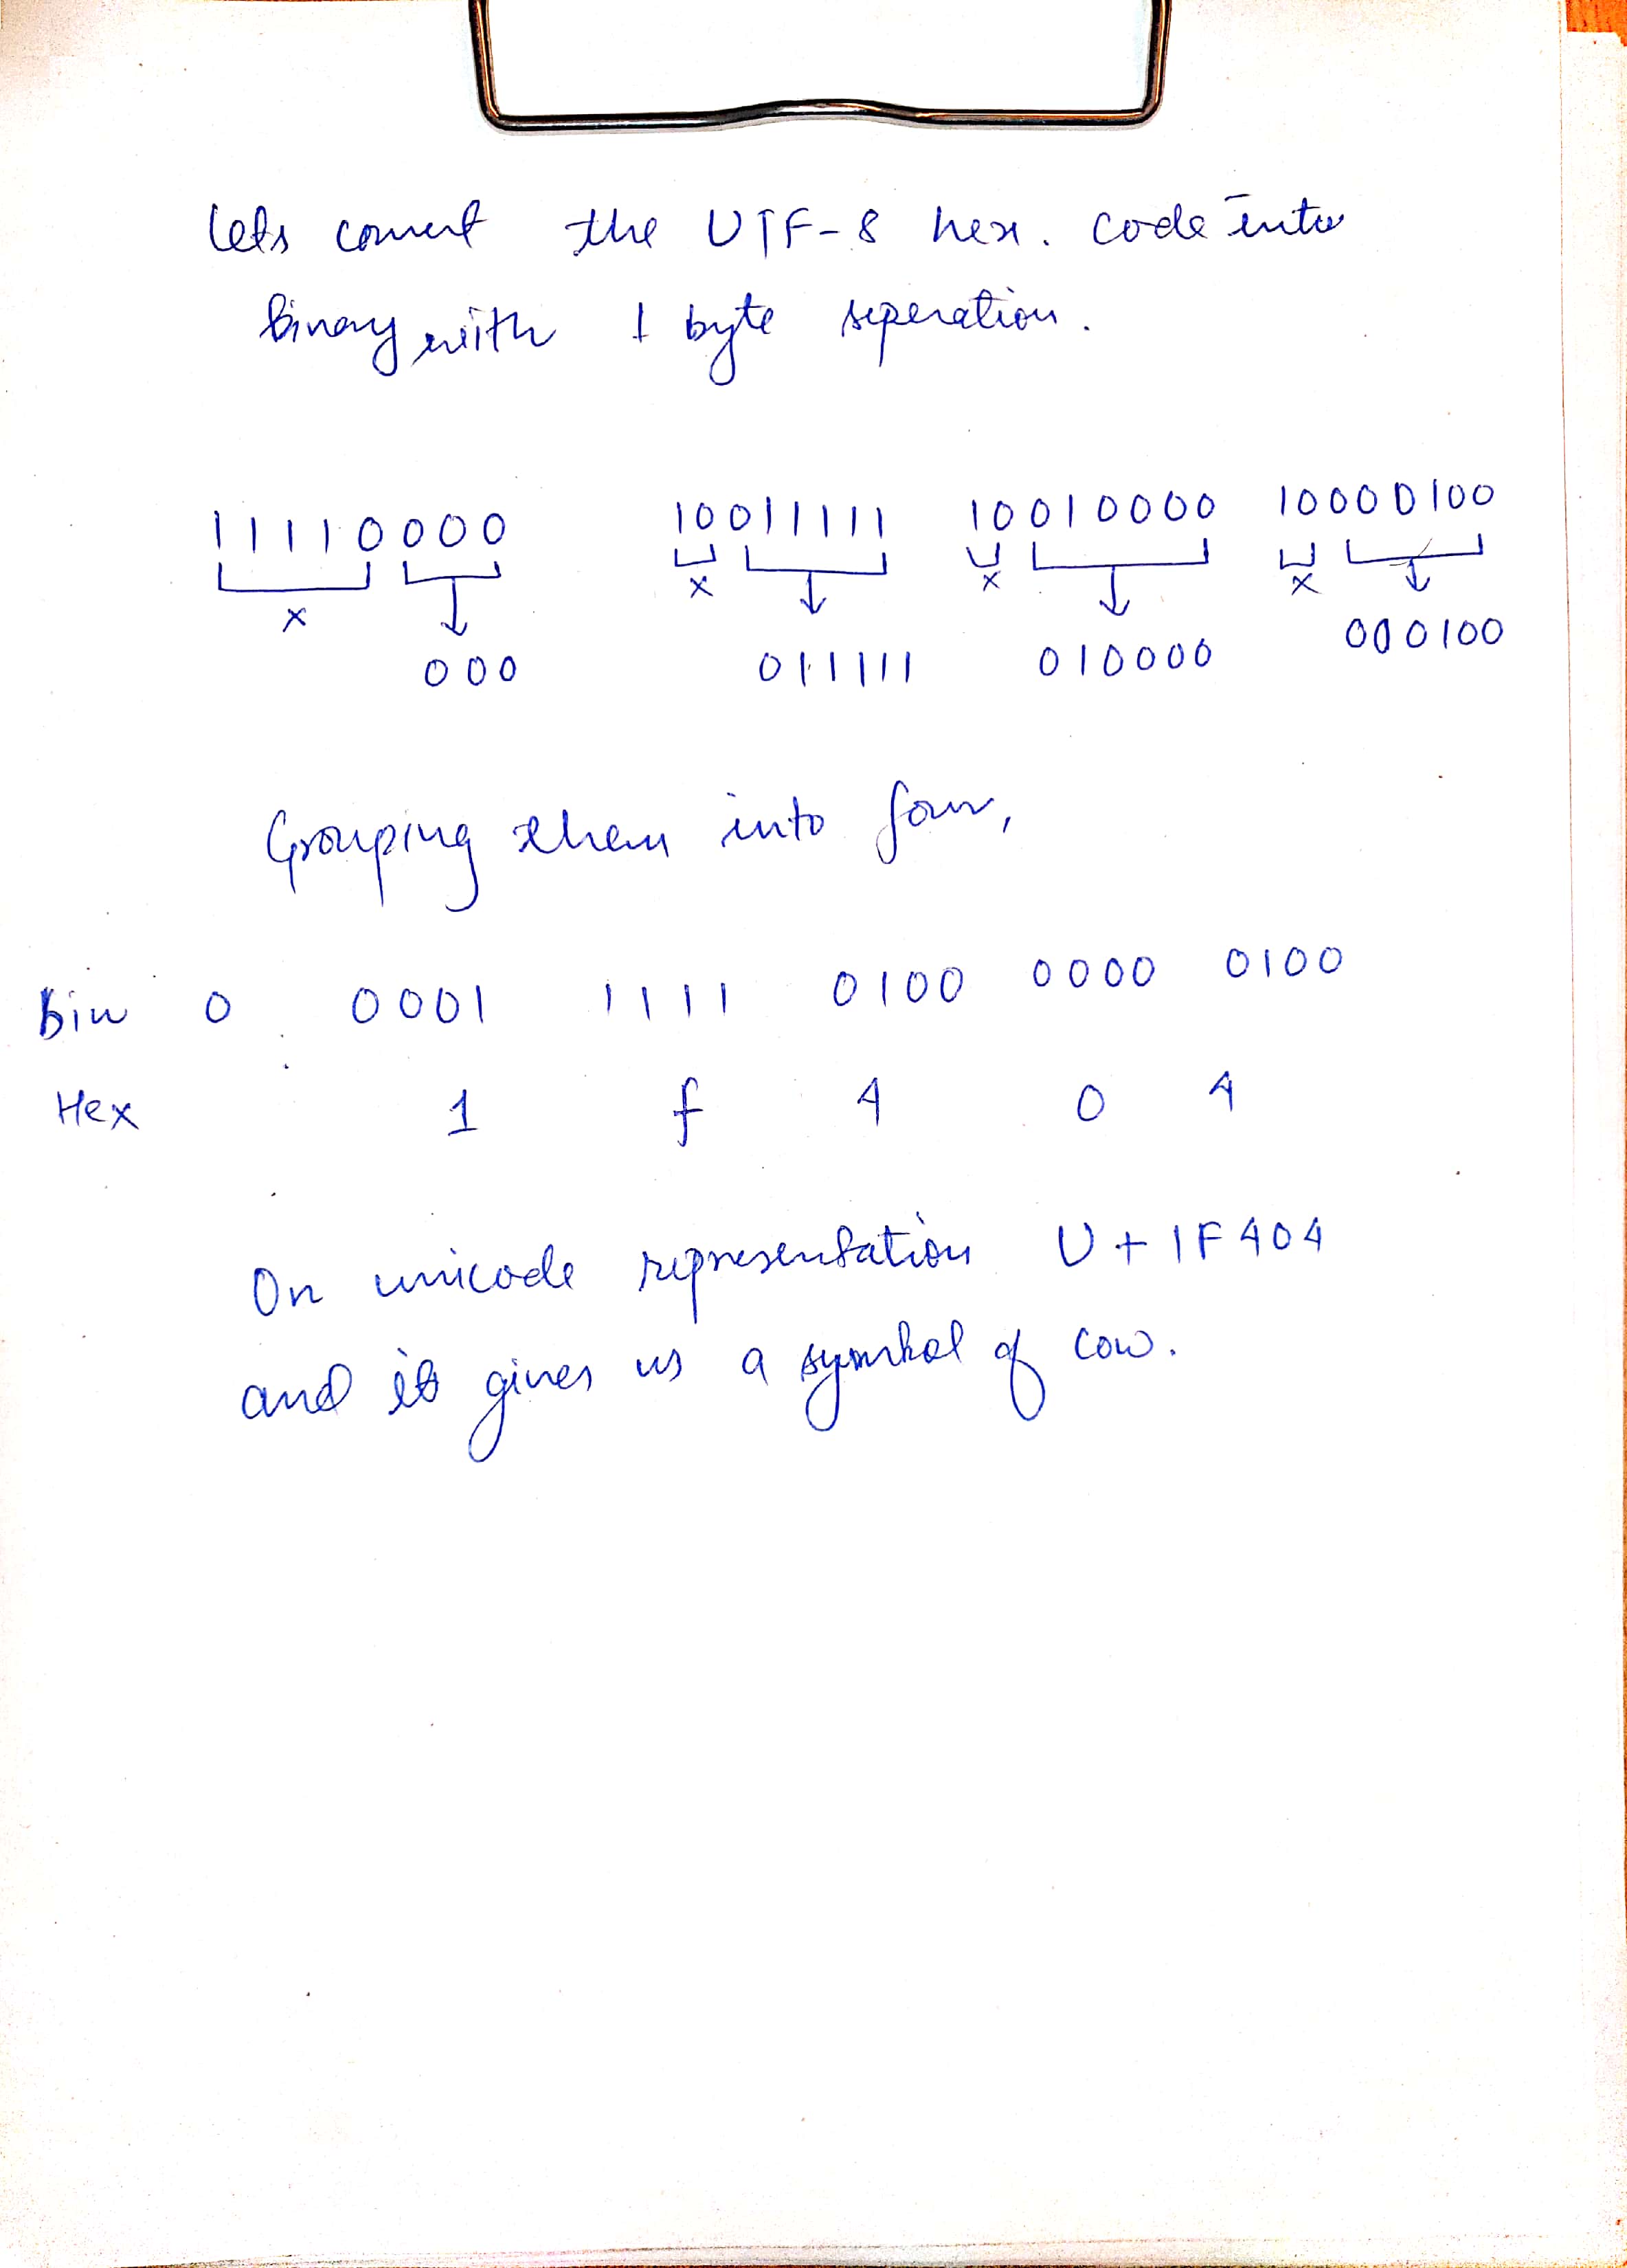 Lets convert the UTF-8 hex. code into
binary with 1 byte seperation.
11110000 10011111 10010000 10000100
x x x x
000 011111 010000 000100
Grouping them into four,
Bin 0 0001 1111 0100 0000 0100
Hex 1 f 4 0 4
On unicode representation U+1F404
and it gives us a symbol of cow.